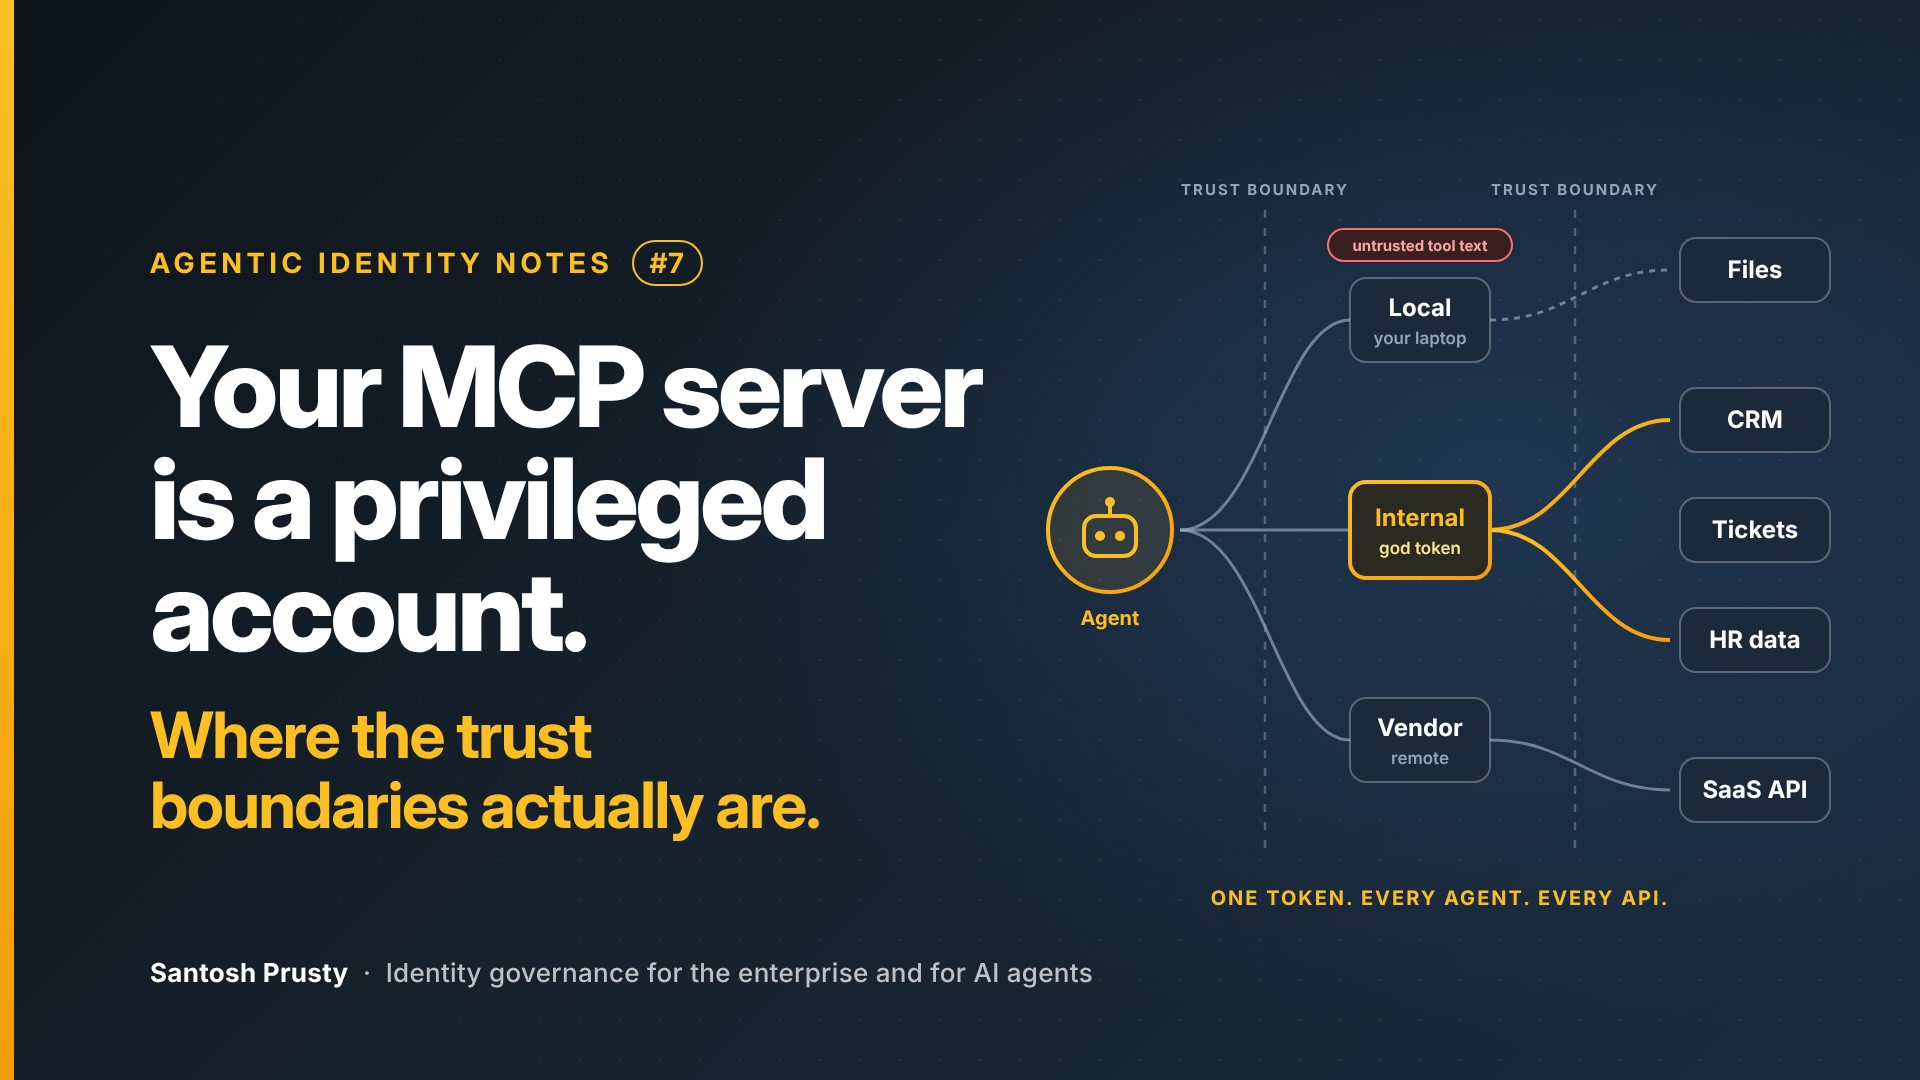 AGENTIC IDENTITY NOTES #7
Your MCP server
is a privileged
account.
Where the trust
boundaries actually are.
Santosh Prusty · Identity governance for the enterprise and for AI agents
TRUST BOUNDARY
TRUST BOUNDARY
untrusted tool text
Local
your laptop
Files
CRM
Agent
Internal
god token
Tickets
HR data
Vendor
remote
SaaS API
ONE TOKEN. EVERY AGENT. EVERY API.